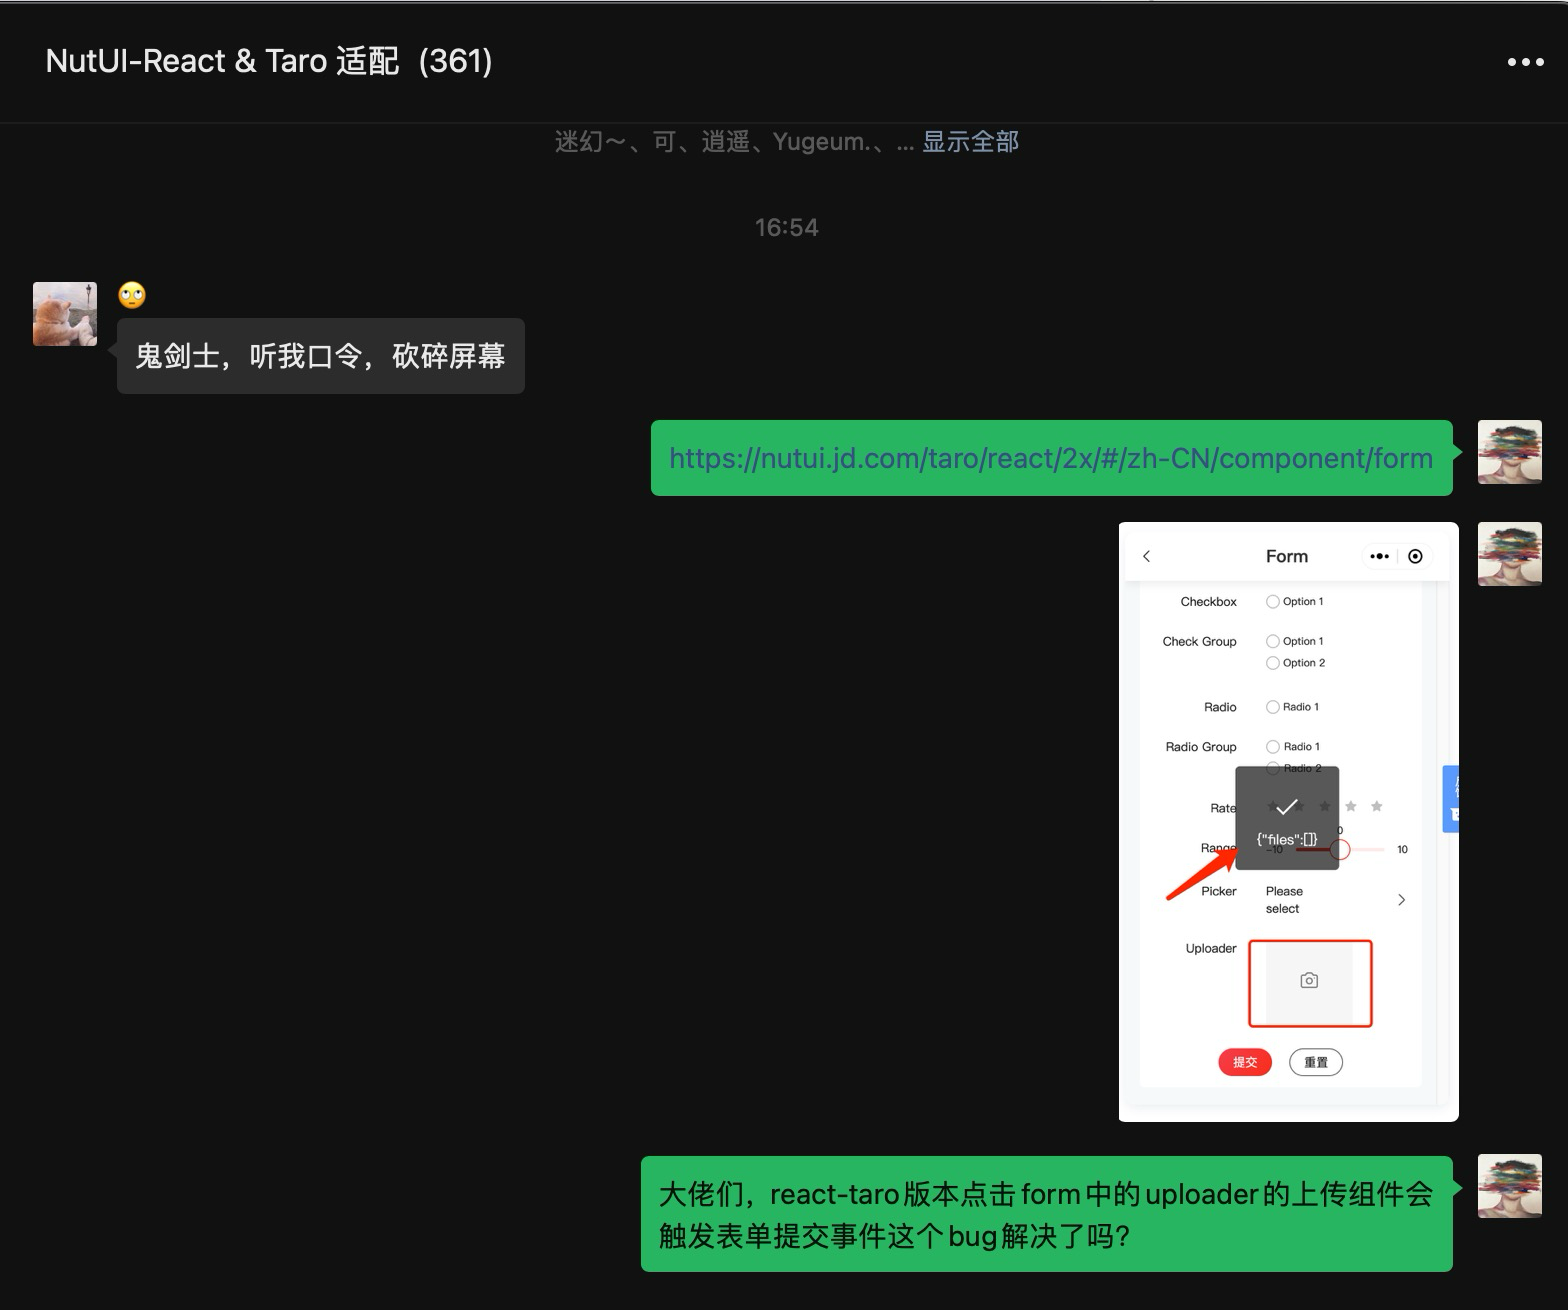 NutUI-React & Taro 适配（361）
迷幻～、可、逍遥、Yugeum.、... 显示全部
16:54
🙄
鬼剑士，听我口令，砍碎屏幕
https://nutui.jd.com/taro/react/2x/#/zh-CN/component/form
Form
Checkbox Option 1
Check Group Option 1
Option 2
Radio Radio 1
Radio Group Radio 1
Radio 2
Rate
{"files":[]}
0
Range -10 10
Picker Please
select
Uploader
提交 重置
大佬们，react-taro版本点击form中的uploader的上传组件会
触发表单提交事件这个bug解决了吗？